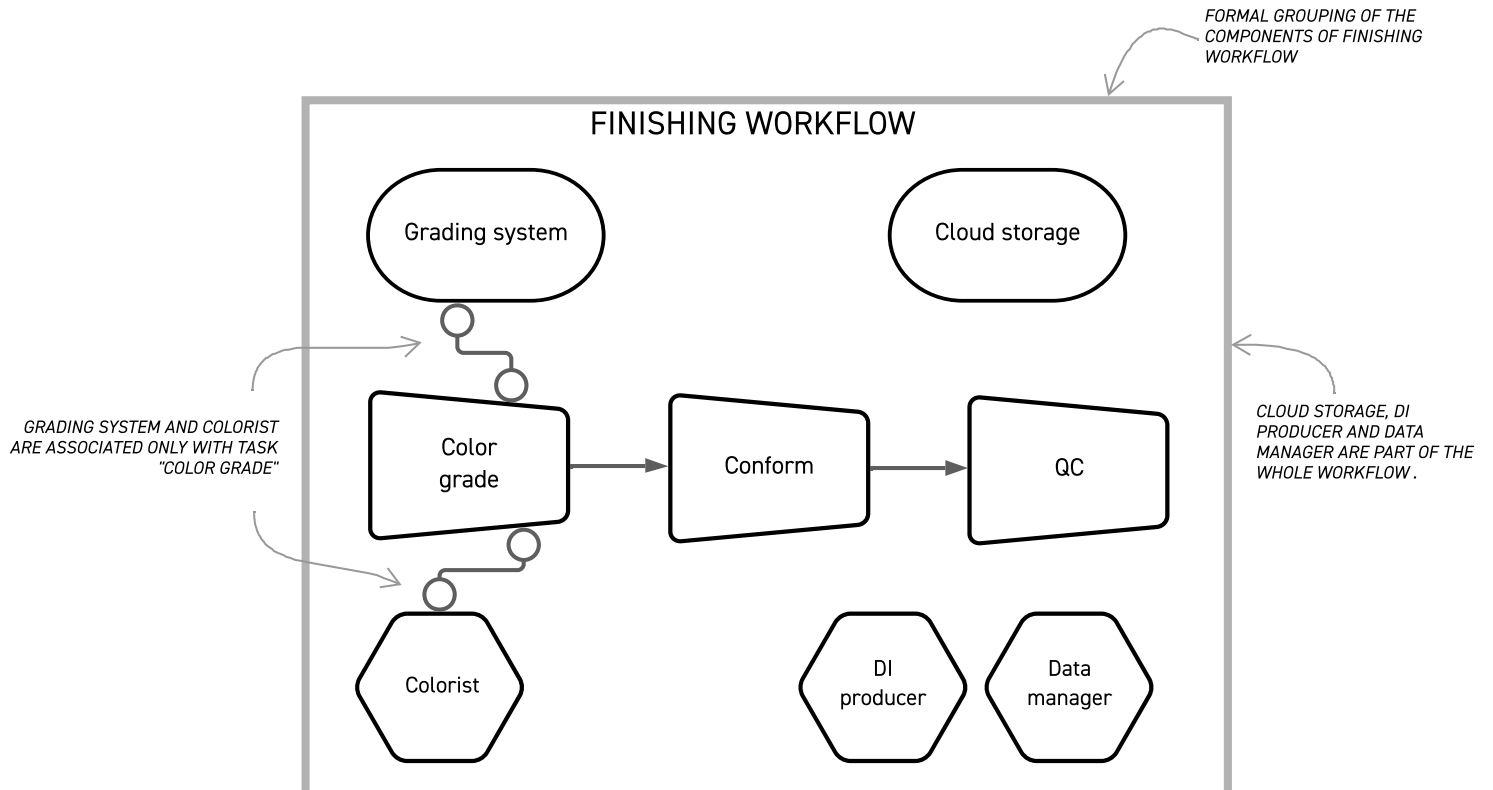 FORMAL GROUPING OF THE
COMPONENTS OF FINISHING
WORKFLOW
FINISHING WORKFLOW
Grading system
Cloud storage
GRADING SYSTEM AND COLORIST
ARE ASSOCIATED ONLY WITH TASK
"COLOR GRADE"
Color
grade
Conform
QC
CLOUD STORAGE, DI
PRODUCER AND DATA
MANAGER ARE PART OF THE
WHOLE WORKFLOW .
Colorist
DI
producer
Data
manager